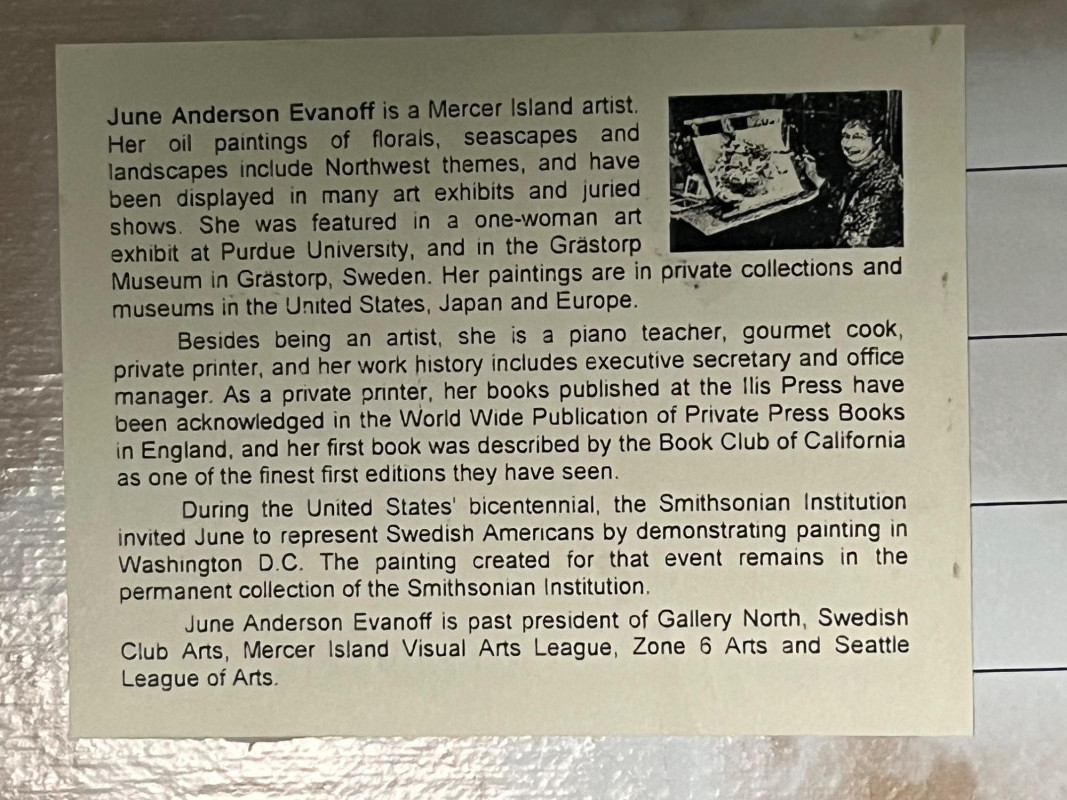 June Anderson Evanoff is a Mercer Island artist.
Her oil paintings of florals, seascapes and
landscapes include Northwest themes, and have
been displayed in many art exhibits and juried
shows. She was featured in a one-woman art
exhibit at Purdue University, and in the Grästorp
Museum in Grästorp, Sweden. Her paintings are in private collections and
museums in the United States, Japan and Europe.
Besides being an artist, she is a piano teacher, gourmet cook,
private printer, and her work history includes executive secretary and office
manager. As a private printer, her books published at the Ilis Press have
been acknowledged in the World Wide Publication of Private Press Books
in England, and her first book was described by the Book Club of California
as one of the finest first editions they have seen.
During the United States' bicentennial, the Smithsonian Institution
invited June to represent Swedish Americans by demonstrating painting in
Washington D.C. The painting created for that event remains in the
permanent collection of the Smithsonian Institution.
June Anderson Evanoff is past president of Gallery North, Swedish
Club Arts, Mercer Island Visual Arts League, Zone 6 Arts and Seattle
League of Arts.